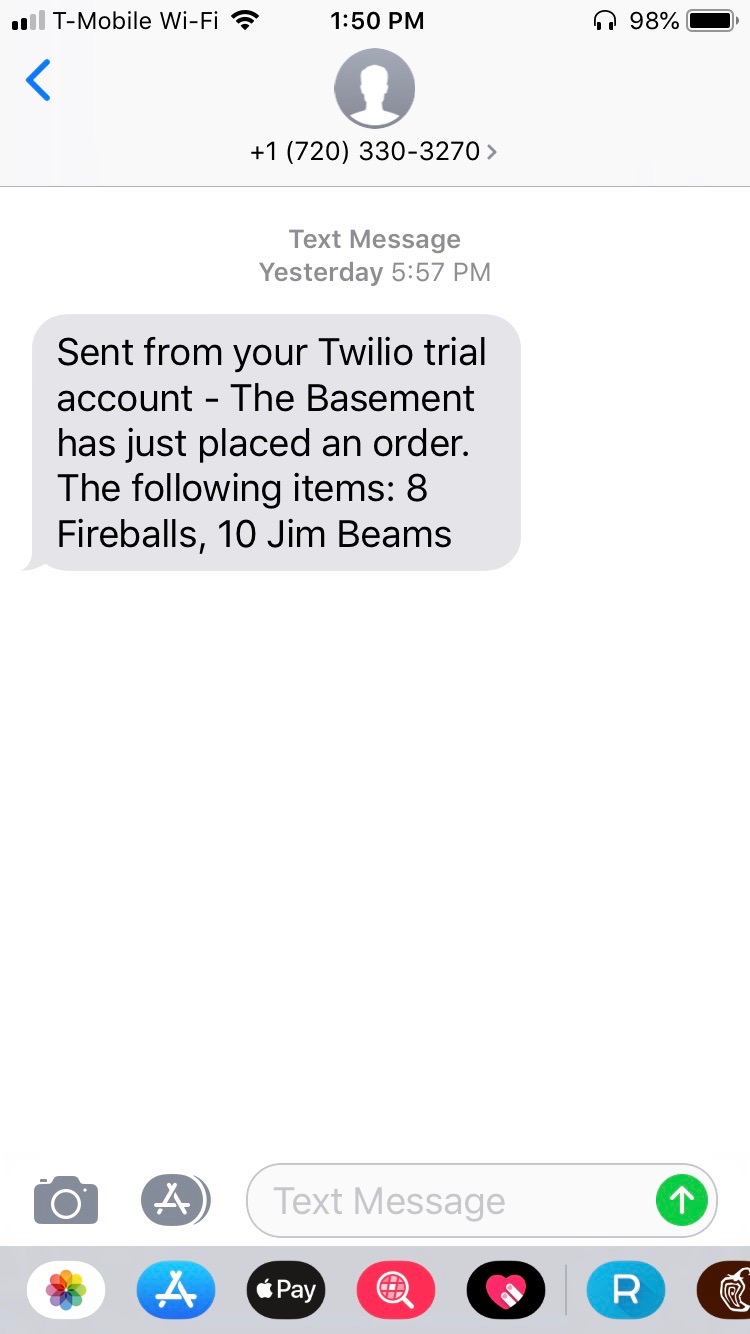 T-Mobile Wi-Fi 1:50 PM 98%
+1 (720) 330-3270
Text Message
Yesterday 5:57 PM
Sent from your Twilio trial
account - The Basement
has just placed an order.
The following items: 8
Fireballs, 10 Jim Beams
Text Message
Pay R